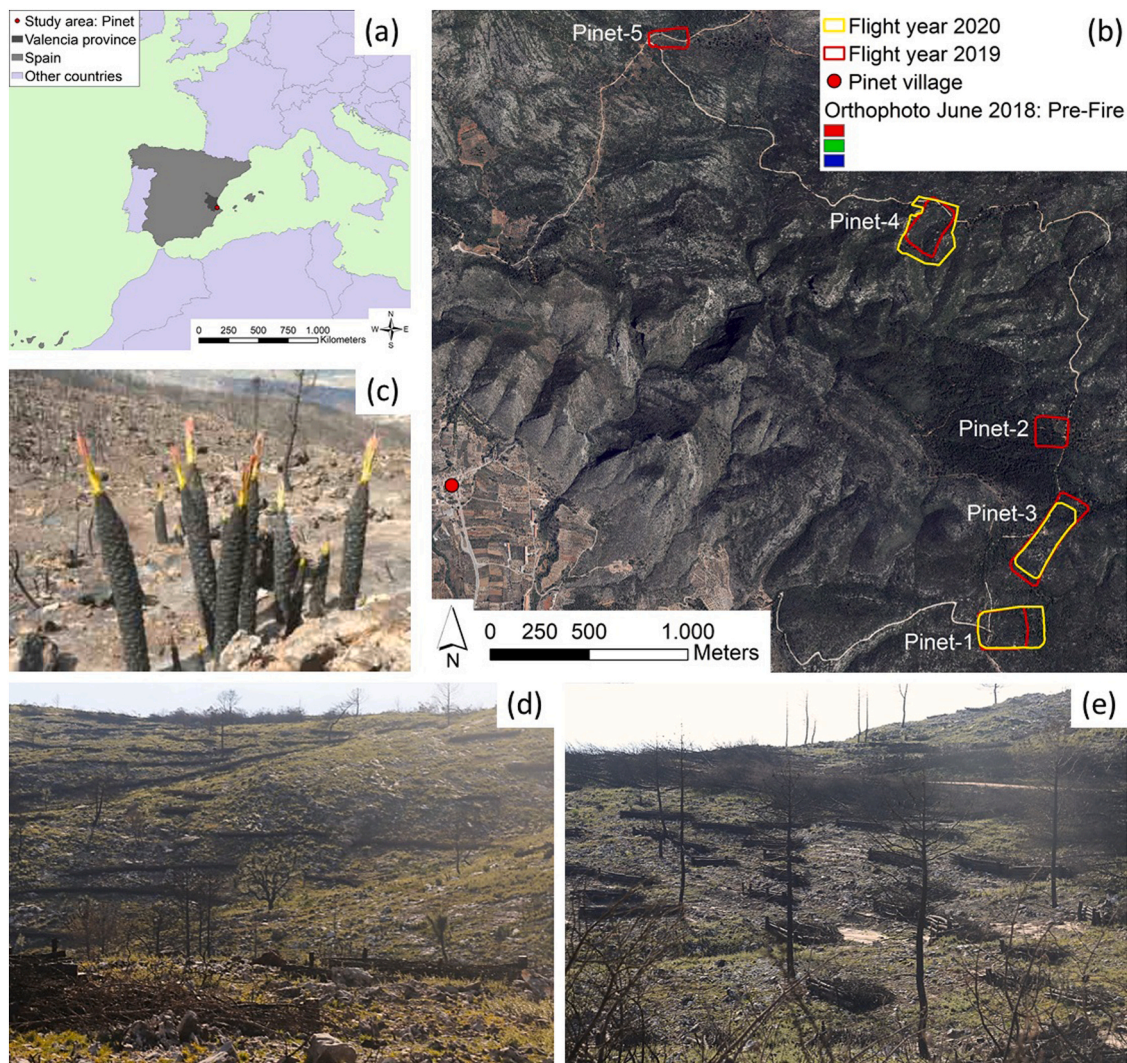 Study area: Pinet
Valencia province
Spain
Other countries
(a)
N
W E
S
0 250 500 750 1.000
Kilometers
(b)
Flight year 2020
Flight year 2019
Pinet village
Orthophoto June 2018: Pre-Fire
Pinet-5
Pinet-4
Pinet-2
Pinet-3
Pinet-1
N
0 250 500 1.000
Meters
(c)
(d)
(e)